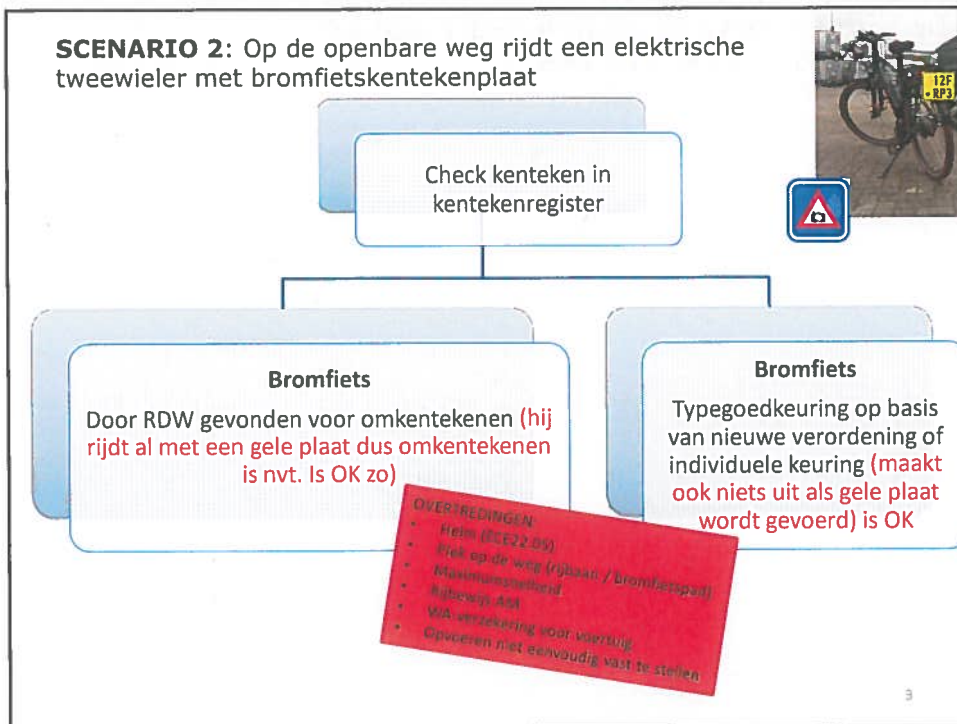 SCENARIO 2: Op de openbare weg rijdt een elektrische
tweewieler met bromfietskentekenplaat
12F
RP3
Check kenteken in
kentekenregister
Bromfiets
Door RDW gevonden voor omkentekenen (hij
rijdt al met een gele plaat dus omkentekenen
is nvt. Is OK zo)
Bromfiets
Typegoedkeuring op basis
van nieuwe verordening of
individuele keuring (maakt
ook niets uit als gele plaat
wordt gevoerd) is OK
OVERTREDINGEN
• Helm (ECE22.05)
• Plek op de weg (rijbaan / bromfietspad)
• Maximumsnelheid
• Rijbewijs AM
• WA verzekering voor voertuig
• Opvoeren niet eenvoudig vast te stellen
3